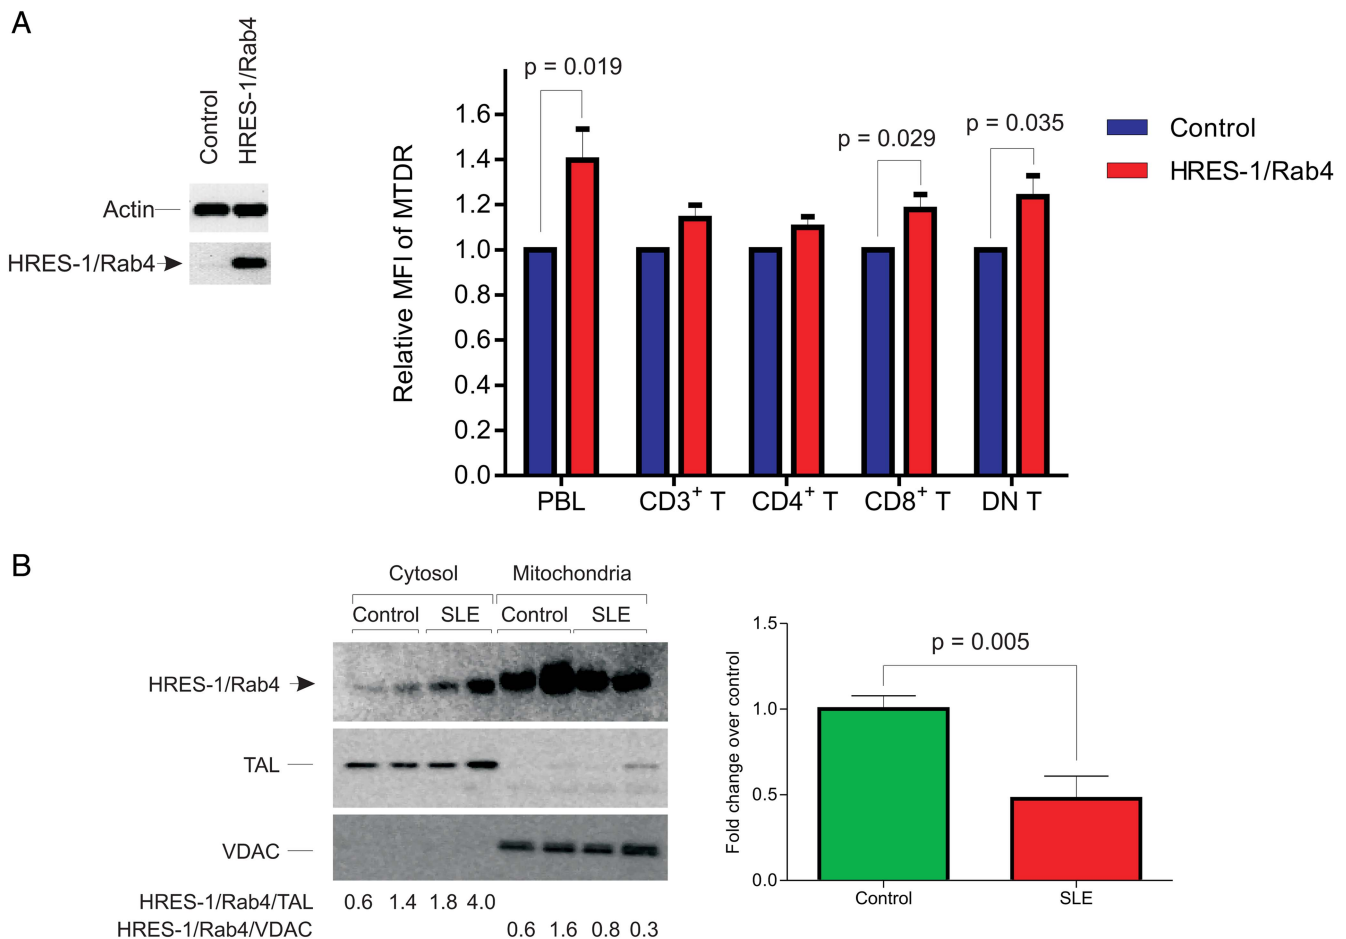 A
Control
HRES-1/Rab4
Actin
HRES-1/Rab4
Relative MFI of MTDR
1.6
1.4
1.2
1.0
0.8
0.6
0.4
0.2
0.0
p = 0.019
p = 0.029
p = 0.035
PBL CD3⁺ T CD4⁺ T CD8⁺ T DN T
Control
HRES-1/Rab4
B
Cytosol Mitochondria
Control SLE Control SLE
HRES-1/Rab4
TAL
VDAC
HRES-1/Rab4/TAL 0.6 1.4 1.8 4.0
HRES-1/Rab4/VDAC 0.6 1.6 0.8 0.3
Fold change over control
1.5
1.0
0.5
0.0
p = 0.005
Control SLE